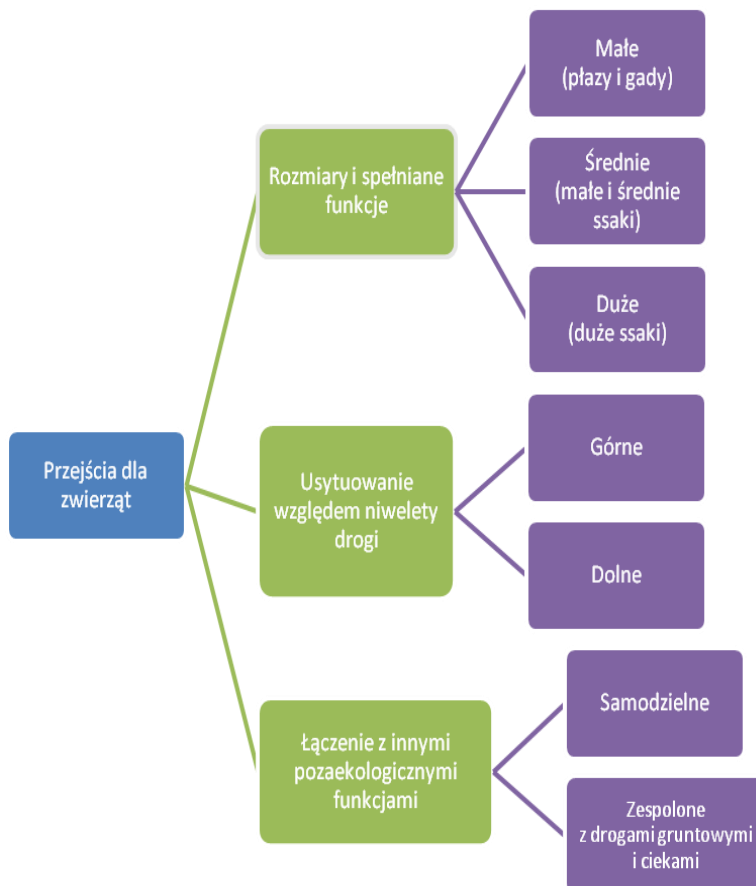 Przejścia dla
zwierząt
Rozmiary i spełniane
funkcje
Małe
(płazy i gady)
Średnie
(małe i średnie
ssaki)
Duże
(duże ssaki)
Usytuowanie
względem niwelety
drogi
Górne
Dolne
Łączenie z innymi
pozaekologicznymi
funkcjami
Samodzielne
Zespolone
z drogami gruntowymi
i ciekami